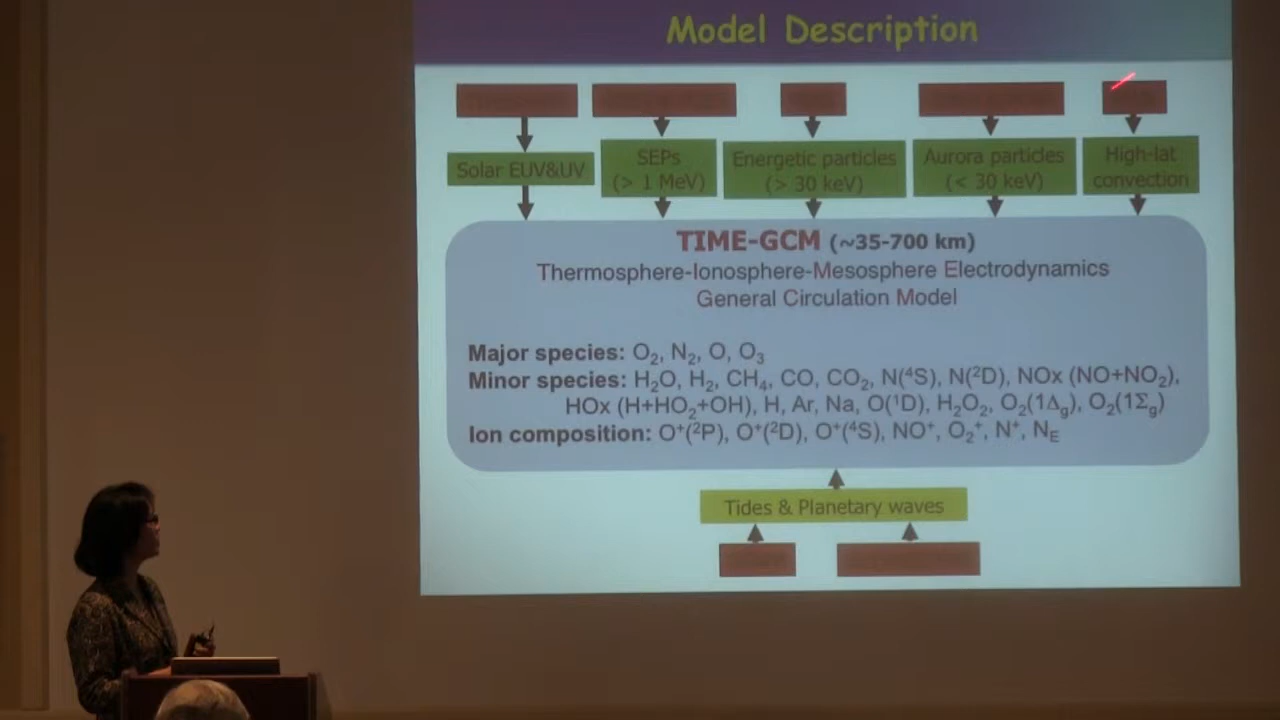 Model Description
Solar EUV&UV
SEPs
(> 1 MeV)
Energetic particles
(> 30 keV)
Aurora particles
(< 30 keV)
High-lat
convection
TIME-GCM (~35-700 km)
Thermosphere-Ionosphere-Mesosphere Electrodynamics
General Circulation Model
Major species: O₂, N₂, O, O₃
Minor species: H₂O, H₂, CH₄, CO, CO₂, N(⁴S), N(²D), NOx (NO+NO₂),
HOx (H+HO₂+OH), H, Ar, Na, O(¹D), H₂O₂, O₂(1Δg), O₂(1Σg)
Ion composition: O⁺(²P), O⁺(²D), O⁺(⁴S), NO⁺, O₂⁺, N⁺, NE
Tides & Planetary waves